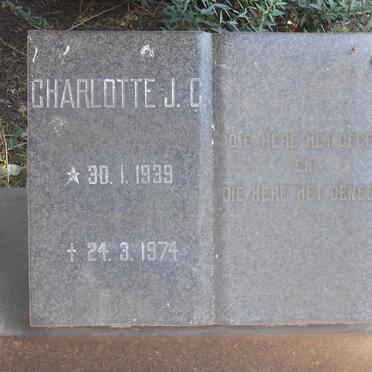 CHARLOTTE J. C.
★ 30. 1. 1939
✝ 24. 3. 1974
DIE HERE HET
EN
DIE HERE HET